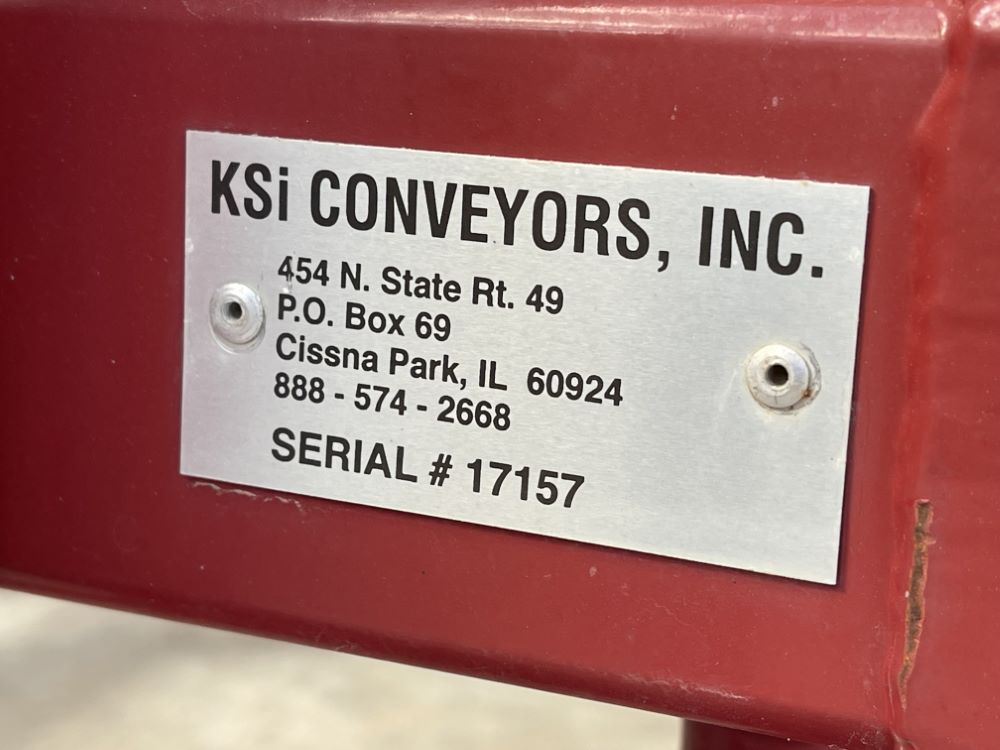 KSi CONVEYORS, INC.
454 N. State Rt. 49
P.O. Box 69
Cissna Park, IL 60924
888 - 574 - 2668
SERIAL # 17157